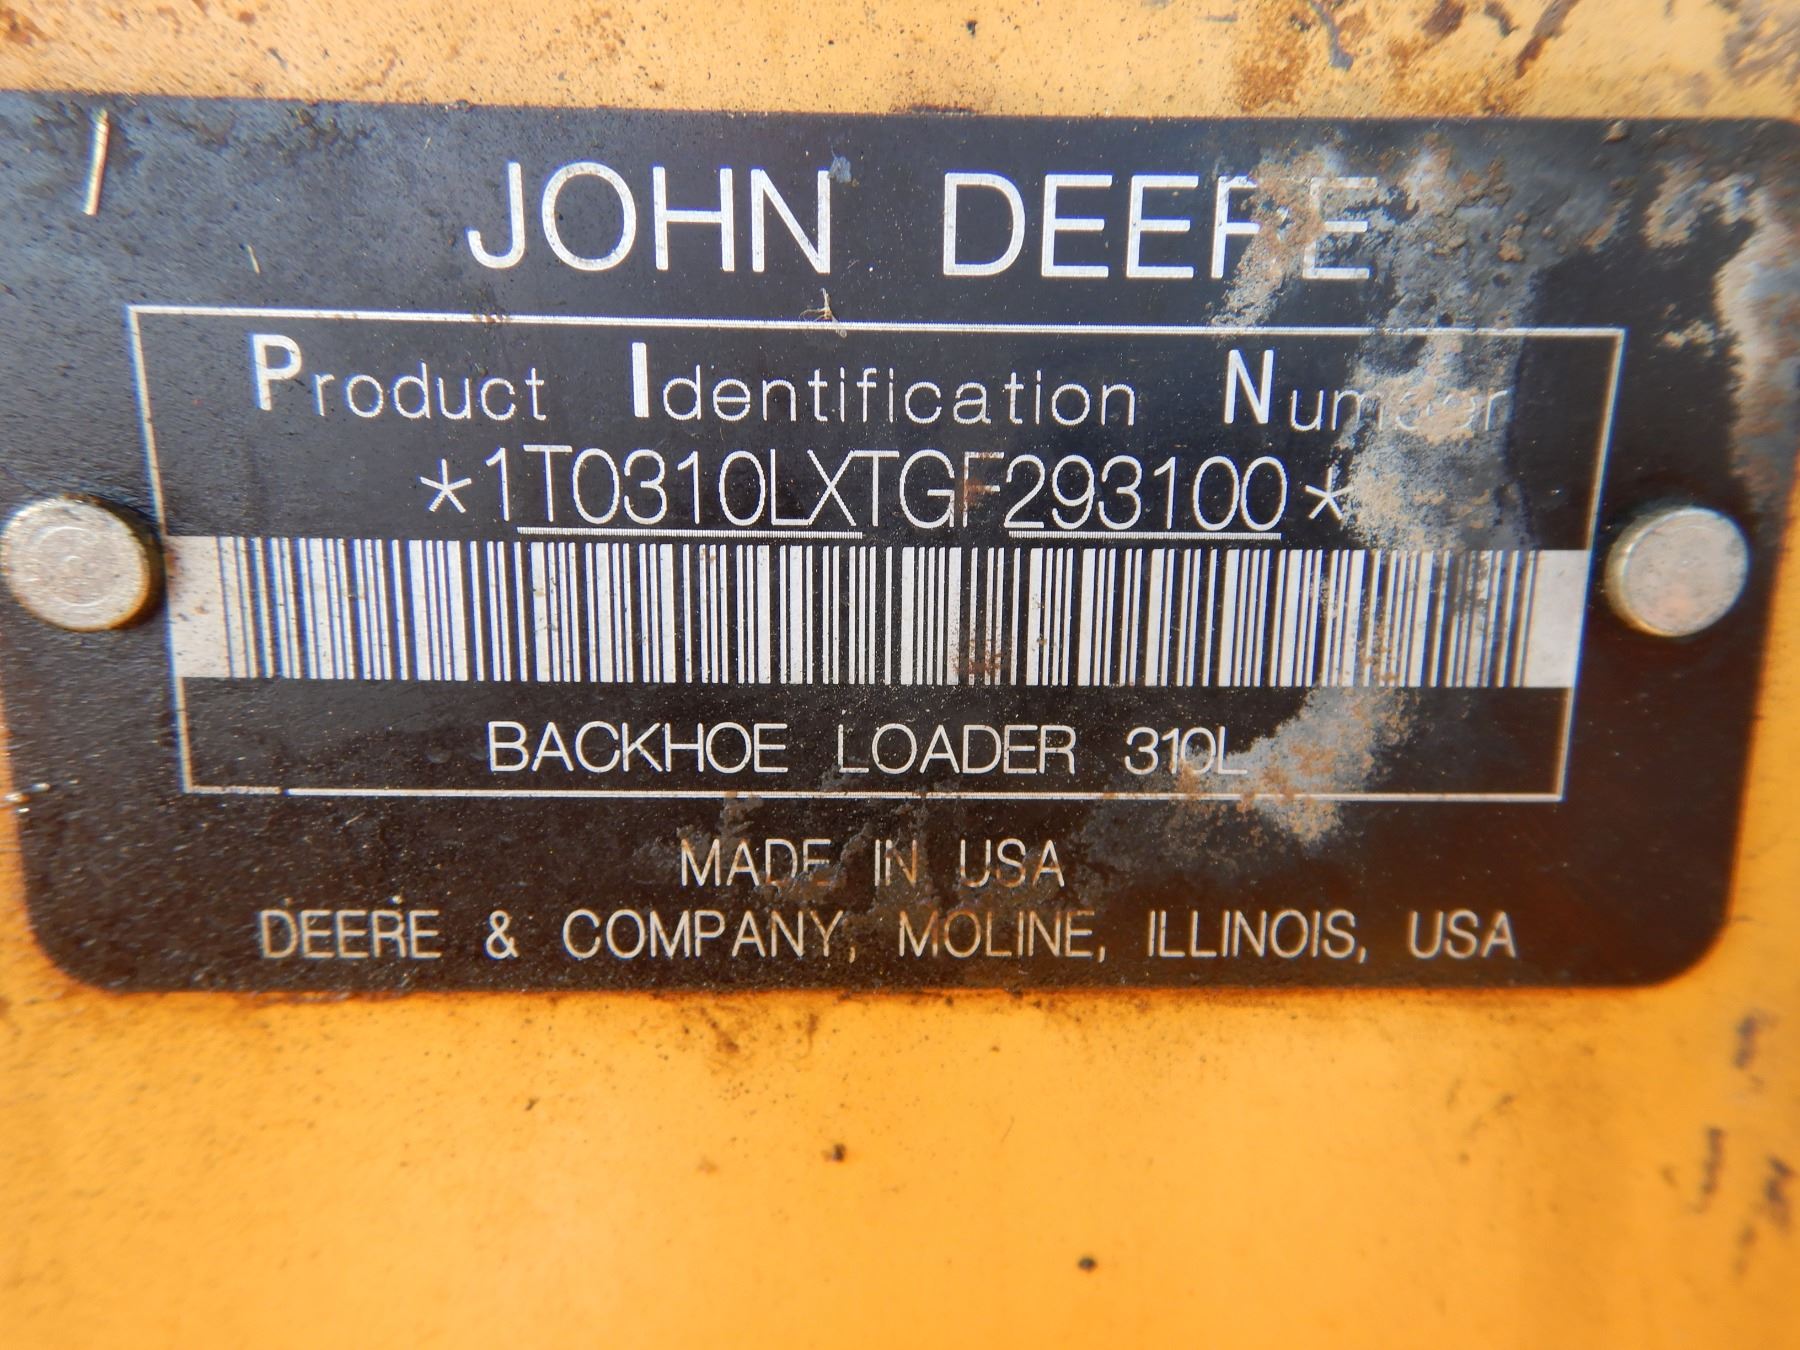 JOHN DEERE
Product Identification Number
*1T0310LXTGF293100*
BACKHOE LOADER 310L
MADE IN USA
DEERE & COMPANY, MOLINE, ILLINOIS, USA